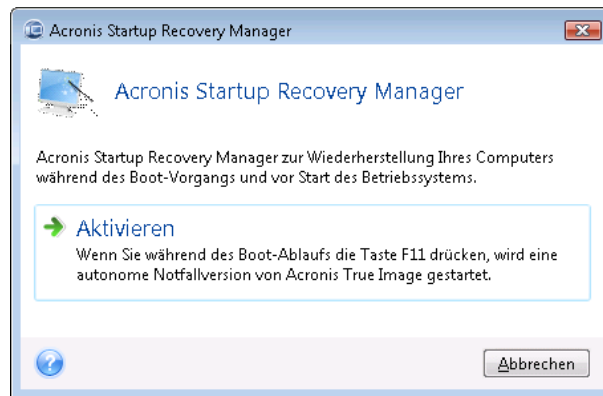 Acronis Startup Recovery Manager
Acronis Startup Recovery Manager
Acronis Startup Recovery Manager zur Wiederherstellung Ihres Computers
während des Boot-Vorgangs und vor Start des Betriebssystems.
Aktivieren
Wenn Sie während des Boot-Ablaufs die Taste F11 drücken, wird eine
autonome Notfallversion von Acronis True Image gestartet.
Abbrechen